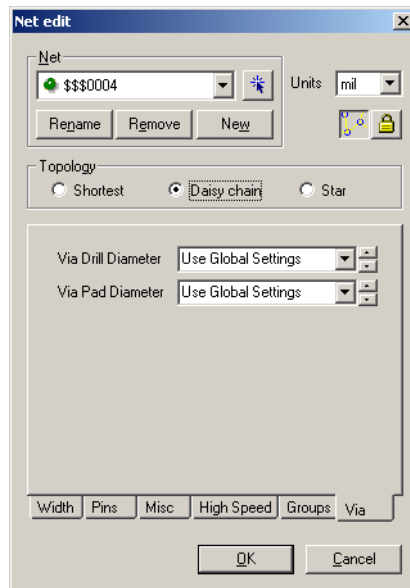 Net edit
Net
$$$0004
Units mil
Rename Remove New
Topology
Shortest Daisy chain Star
Via Drill Diameter Use Global Settings
Via Pad Diameter Use Global Settings
Width Pins Misc High Speed Groups Via
OK Cancel